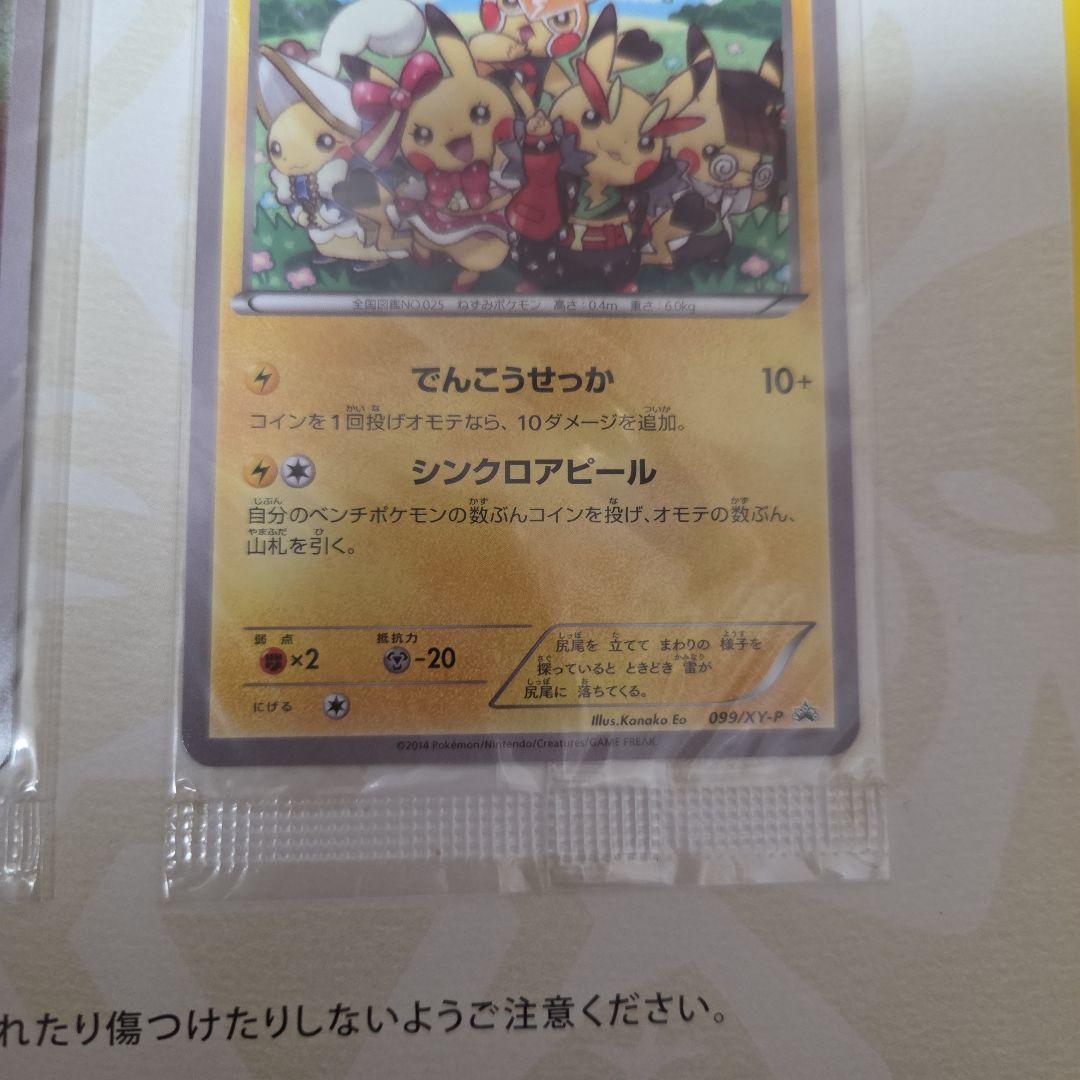 全国図鑑NO.025 ねずみポケモン 高さ：0.4m 重さ：6.0kg
でんこうせっか 10+
コインを1回投げオモテなら、10ダメージを追加。
シンクロアピール
自分のベンチポケモンの数ぶんコインを投げ、オモテの数ぶん、
山札を引く。
弱点 抵抗力
×2 -20
にげる
尻尾を 立てて まわりの 様子を
探っていると ときどき 雷が
尻尾に 落ちてくる。
Illus.Kanako Eo 099/XY-P
©2014 Pokémon/Nintendo/Creatures/GAME FREAK.
れたり傷つけたりしないようご注意ください。